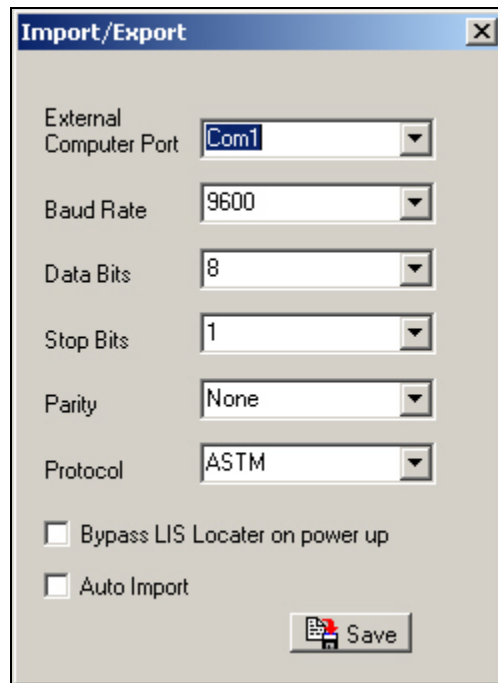 Import/Export
External
Computer Port Com1
Baud Rate 9600
Data Bits 8
Stop Bits 1
Parity None
Protocol ASTM
Bypass LIS Locater on power up
Auto Import
Save